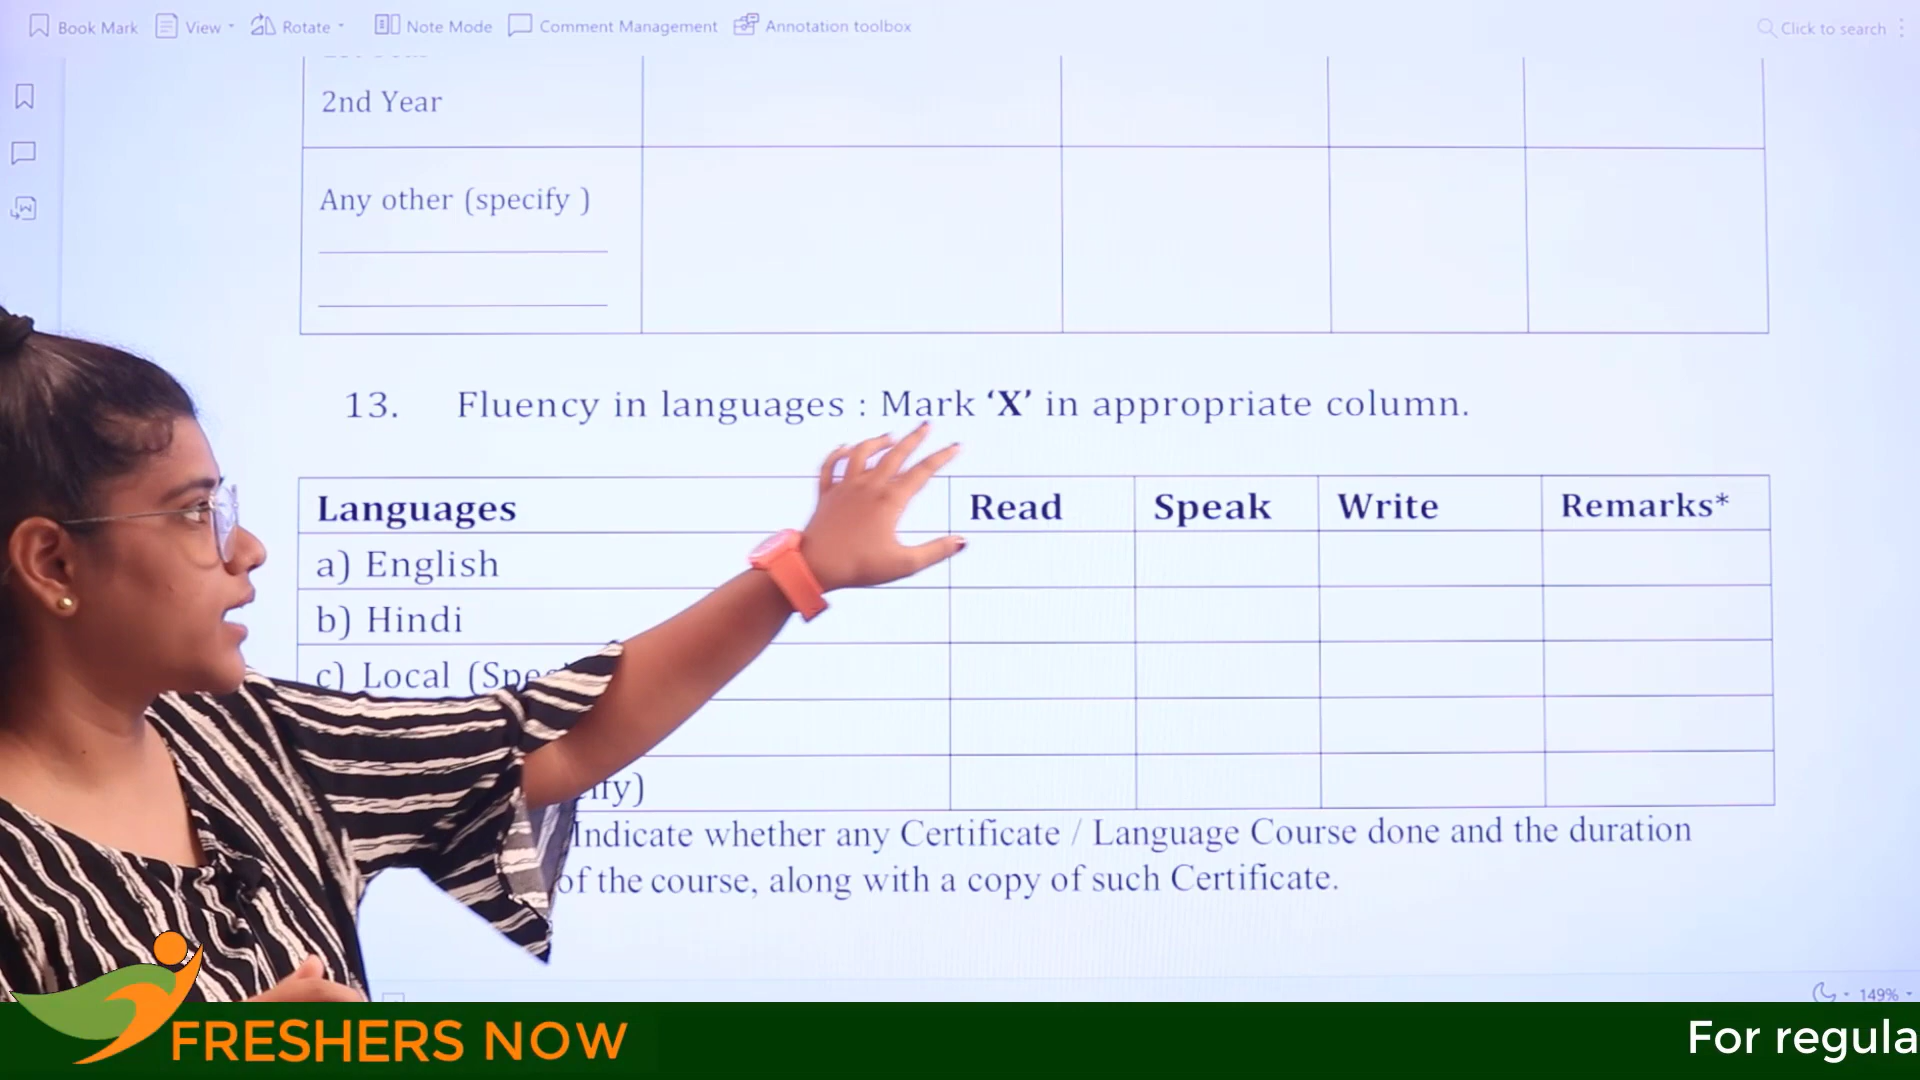 Book Mark View Rotate Note Mode Comment Management Annotation toolbox Click to search
2nd Year
Any other (specify )
13. Fluency in languages : Mark ‘X’ in appropriate column.
Languages Read Speak Write Remarks*
a) English
b) Hindi
c) Local
Indicate whether any Certificate / Language Course done and the duration
of the course, along with a copy of such Certificate.
149%
FRESHERS NOW
For regula